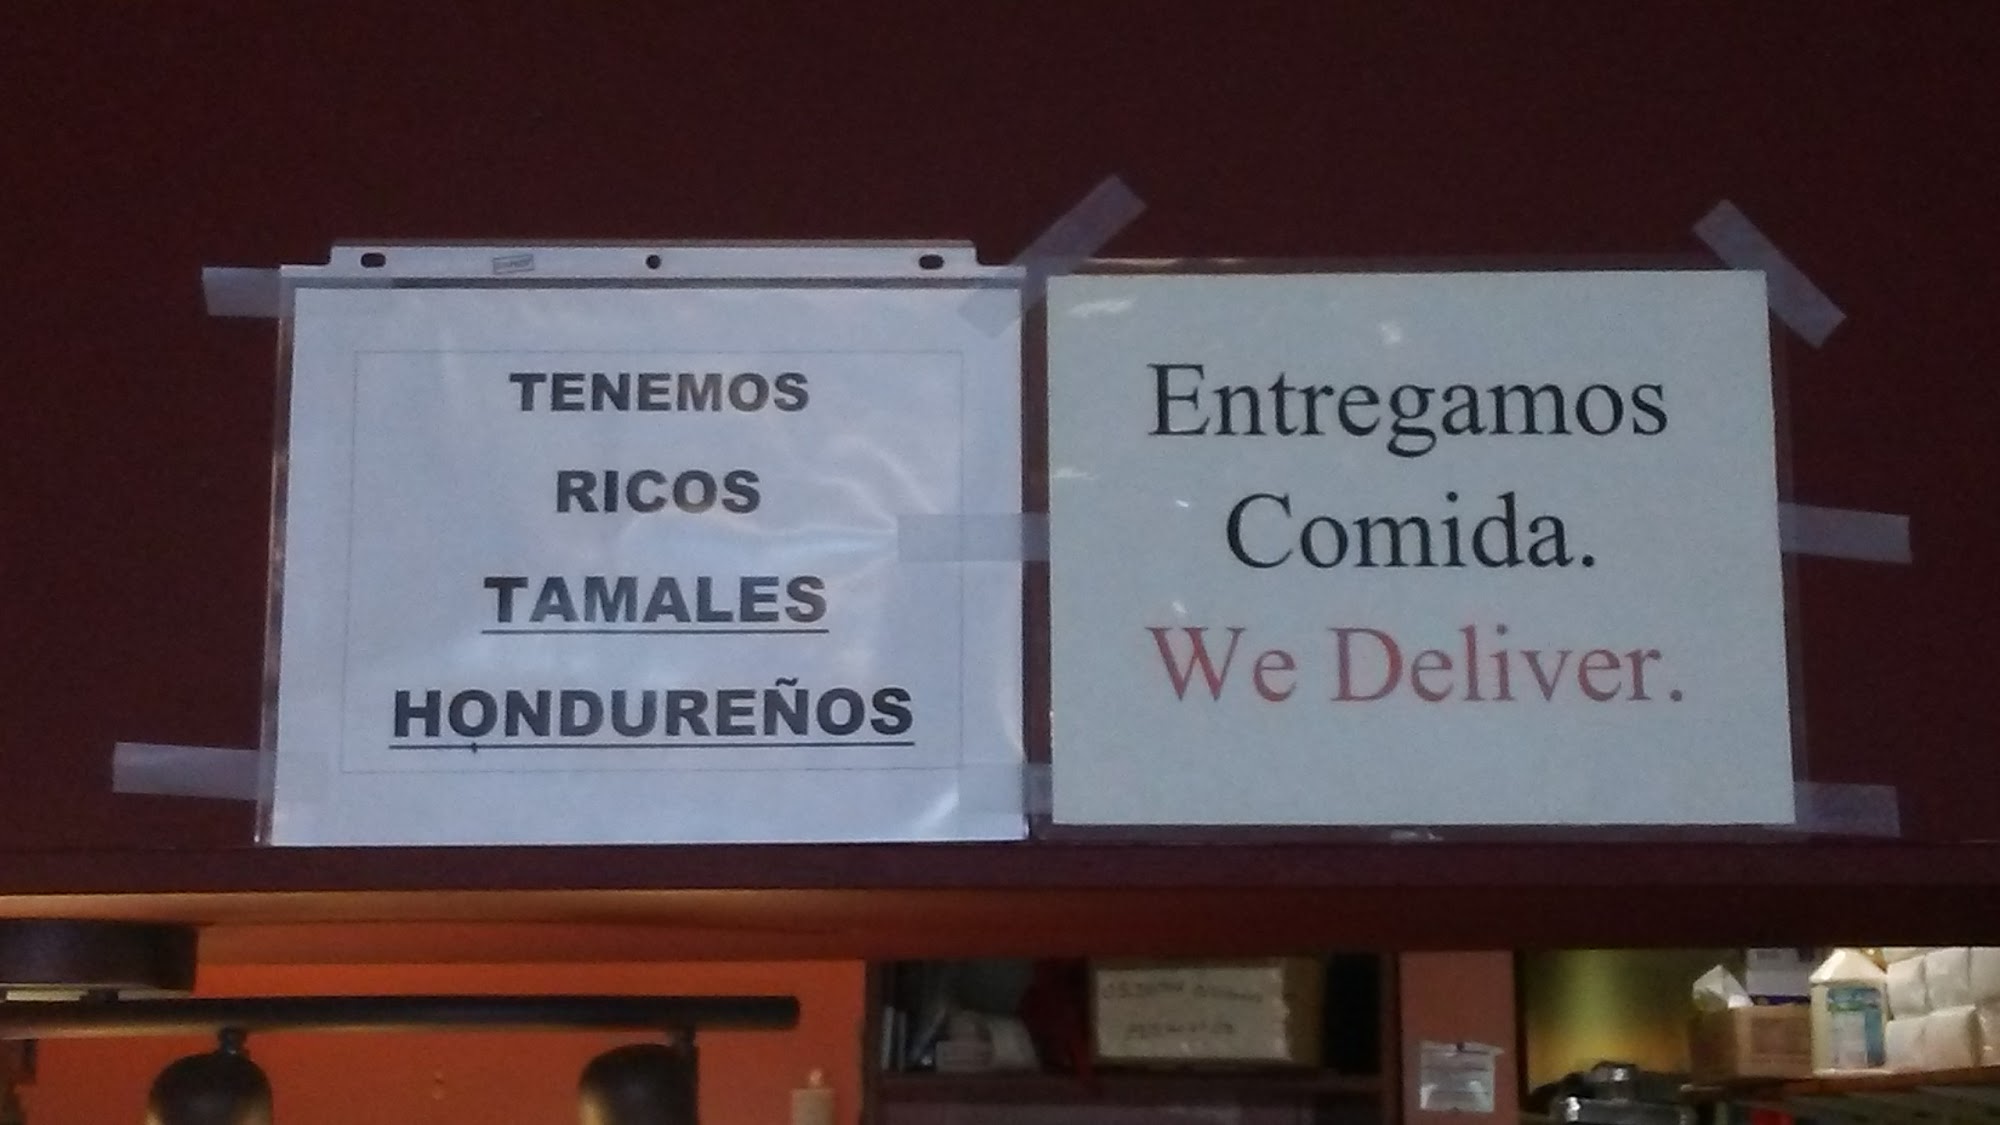 TENEMOS
RICOS
TAMALES
HONDUREÑOS
Entregamos
Comida.
We Deliver.